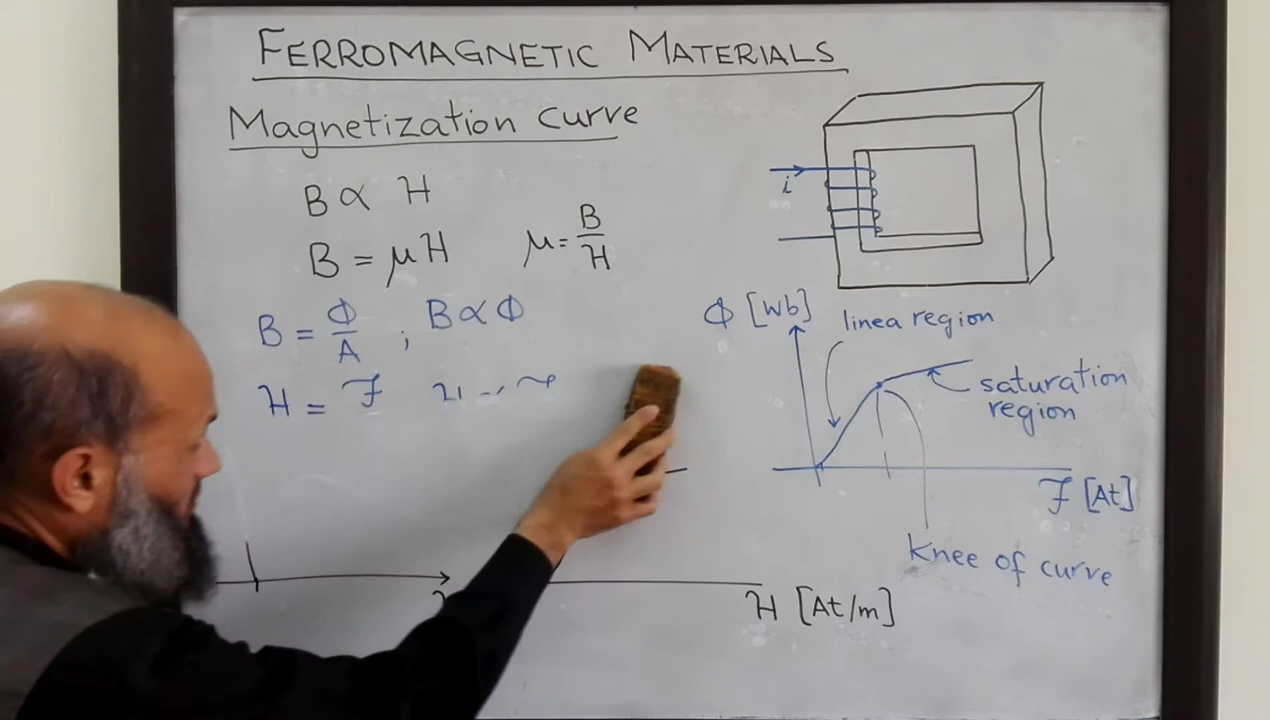 FERROMAGNETIC MATERIALS
Magnetization Curve
B ∝ H
B = μH
μ = B/H
B = Φ/A ; B ∝ Φ
H = ℱ
i
Φ [Wb]
linea region
saturation
region
ℱ [At]
Knee of curve
H [At/m]